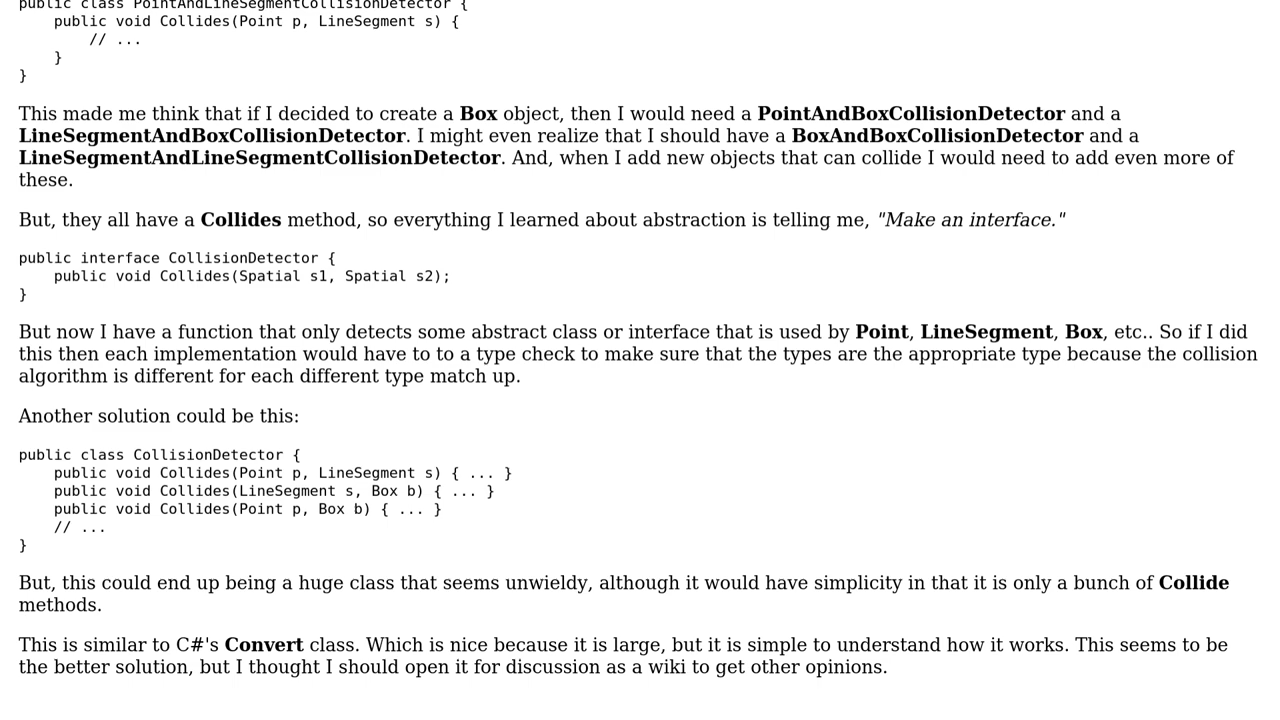 public class PointAndLineSegmentCollisionDetector {
    public void Collides(Point p, LineSegment s) {
        // ...
    }
}
This made me think that if I decided to create a Box object, then I would need a PointAndBoxCollisionDetector and a
LineSegmentAndBoxCollisionDetector. I might even realize that I should have a BoxAndBoxCollisionDetector and a
LineSegmentAndLineSegmentCollisionDetector. And, when I add new objects that can collide I would need to add even more of
these.
But, they all have a Collides method, so everything I learned about abstraction is telling me, "Make an interface."
public interface CollisionDetector {
    public void Collides(Spatial s1, Spatial s2);
}
But now I have a function that only detects some abstract class or interface that is used by Point, LineSegment, Box, etc.. So if I did
this then each implementation would have to to a type check to make sure that the types are the appropriate type because the collision
algorithm is different for each different type match up.
Another solution could be this:
public class CollisionDetector {
    public void Collides(Point p, LineSegment s) { ... }
    public void Collides(LineSegment s, Box b) { ... }
    public void Collides(Point p, Box b) { ... }
    // ...
}
But, this could end up being a huge class that seems unwieldy, although it would have simplicity in that it is only a bunch of Collide
methods.
This is similar to C#'s Convert class. Which is nice because it is large, but it is simple to understand how it works. This seems to be
the better solution, but I thought I should open it for discussion as a wiki to get other opinions.